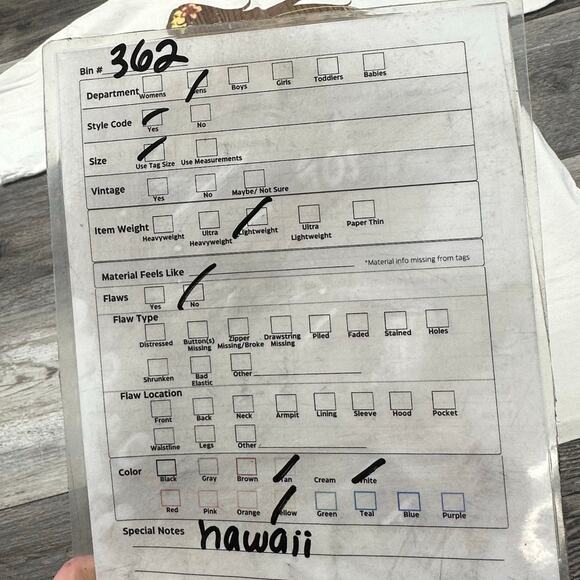 Bin # 362
Department Womens ens Boys Girls Toddlers Babies
Style Code Yes No
Size Use Tag Size Use Measurements
Vintage Yes No Maybe/ Not Sure
Item Weight Heavyweight Ultra Heavyweight Lightweight Ultra Lightweight Paper Thin
Material Feels Like *Material info missing from tags
Flaws Yes No
Flaw Type
Distressed Button(s) Missing Zipper Missing/Broke Drawstring Missing Piled Faded Stained Holes
Shrunken Bad Elastic Other
Flaw Location
Front Back Neck Armpit Lining Sleeve Hood Pocket
Waistline Legs Other
Color Black Gray Brown Tan Cream White
Red Pink Orange Yellow Green Teal Blue Purple
Special Notes hawaii